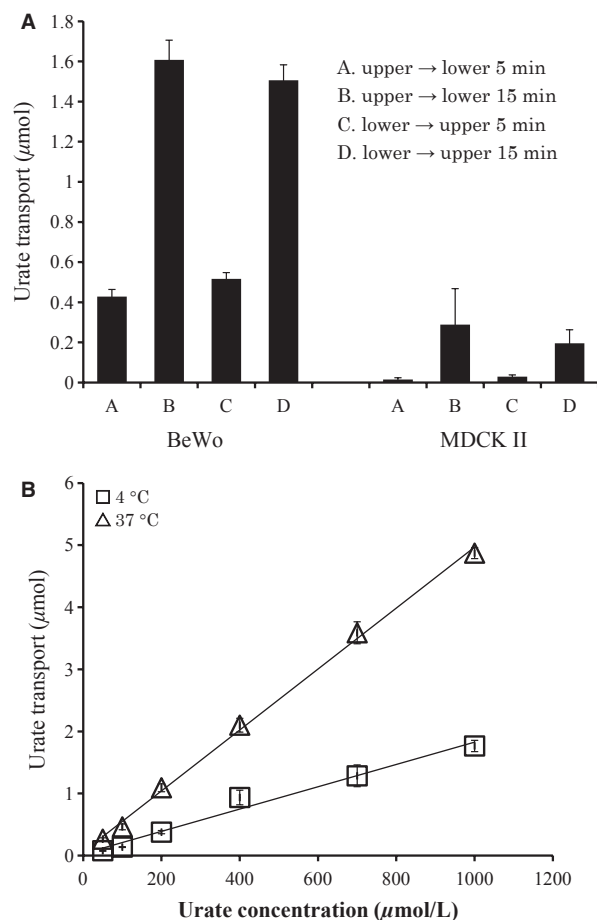 A
1.8
1.6
1.4
1.2
1
0.8
0.6
0.4
0.2
0
Urate transport (µmol)
A. upper → lower 5 min
B. upper → lower 15 min
C. lower → upper 5 min
D. lower → upper 15 min
A B C D A B C D
BeWo MDCK II
B
4 °C
37 °C
6
5
4
3
2
1
0
Urate transport (µmol)
0 200 400 600 800 1000 1200
Urate concentration (µmol/L)